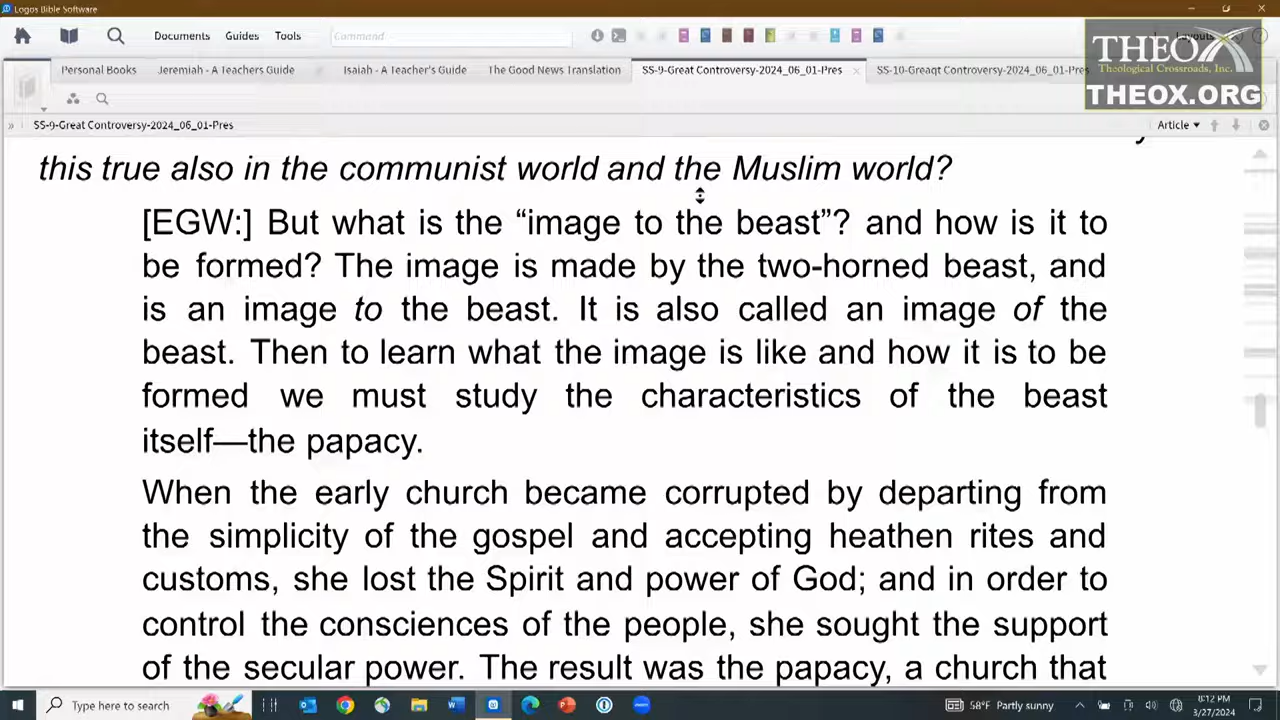 Logos Bible Software
Documents Guides Tools Command
THEOX
Theological Crossroads, Inc.
THEOX.ORG
Personal Books Jeremiah - A Teachers Guide Isaiah - A The Good News Translation SS-9-Great Controversy-2024_06_01-Pres SS-10-Greaqt Controversy-2024_06_01-Pres
SS-9-Great Controversy-2024_06_01-Pres Article
this true also in the communist world and the Muslim world?
[EGW:] But what is the “image to the beast”? and how is it to
be formed? The image is made by the two-horned beast, and
is an image to the beast. It is also called an image of the
beast. Then to learn what the image is like and how it is to be
formed we must study the characteristics of the beast
itself—the papacy.
When the early church became corrupted by departing from
the simplicity of the gospel and accepting heathen rites and
customs, she lost the Spirit and power of God; and in order to
control the consciences of the people, she sought the support
of the secular power. The result was the papacy, a church that
Type here to search 58°F Partly sunny 8:12 PM
3/27/2024